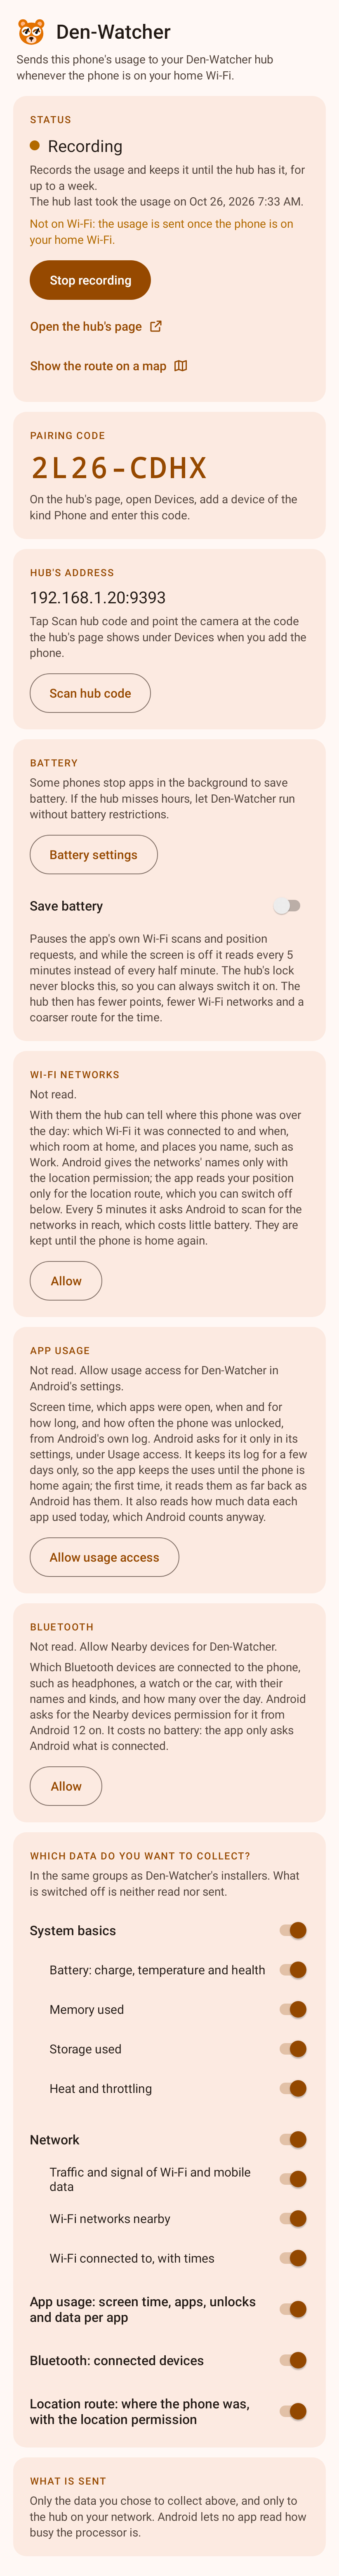 Den-Watcher
Sends this phone's usage to your Den-Watcher hub
whenever the phone is on your home Wi-Fi.
STATUS
Recording
Records the usage and keeps it until the hub has it, for
up to a week.
The hub last took the usage on Oct 26, 2026 7:33 AM.
Not on Wi-Fi: the usage is sent once the phone is on
your home Wi-Fi.
Stop recording
Open the hub's page
Show the route on a map
PAIRING CODE
2L26-CDHX
On the hub's page, open Devices, add a device of the
kind Phone and enter this code.
HUB'S ADDRESS
192.168.1.20:9393
Tap Scan hub code and point the camera at the code
the hub's page shows under Devices when you add the
phone.
Scan hub code
BATTERY
Some phones stop apps in the background to save
battery. If the hub misses hours, let Den-Watcher run
without battery restrictions.
Battery settings
Save battery
Pauses the app's own Wi-Fi scans and position
requests, and while the screen is off it reads every 5
minutes instead of every half minute. The hub's lock
never blocks this, so you can always switch it on. The
hub then has fewer points, fewer Wi-Fi networks and a
coarser route for the time.
WI-FI NETWORKS
Not read.
With them the hub can tell where this phone was over
the day: which Wi-Fi it was connected to and when,
which room at home, and places you name, such as
Work. Android gives the networks' names only with
the location permission; the app reads your position
only for the location route, which you can switch off
below. Every 5 minutes it asks Android to scan for the
networks in reach, which costs little battery. They are
kept until the phone is home again.
Allow
APP USAGE
Not read. Allow usage access for Den-Watcher in
Android's settings.
Screen time, which apps were open, when and for
how long, and how often the phone was unlocked,
from Android's own log. Android asks for it only in its
settings, under Usage access. It keeps its log for a few
days only, so the app keeps the uses until the phone is
home again; the first time, it reads them as far back as
Android has them. It also reads how much data each
app used today, which Android counts anyway.
Allow usage access
BLUETOOTH
Not read. Allow Nearby devices for Den-Watcher.
Which Bluetooth devices are connected to the phone,
such as headphones, a watch or the car, with their
names and kinds, and how many over the day. Android
asks for the Nearby devices permission for it from
Android 12 on. It costs no battery: the app only asks
Android what is connected.
Allow
WHICH DATA DO YOU WANT TO COLLECT?
In the same groups as Den-Watcher's installers. What
is switched off is neither read nor sent.
System basics
Battery: charge, temperature and health
Memory used
Storage used
Heat and throttling
Network
Traffic and signal of Wi-Fi and mobile
data
Wi-Fi networks nearby
Wi-Fi connected to, with times
App usage: screen time, apps, unlocks
and data per app
Bluetooth: connected devices
Location route: where the phone was,
with the location permission
WHAT IS SENT
Only the data you chose to collect above, and only to
the hub on your network. Android lets no app read how
busy the processor is.